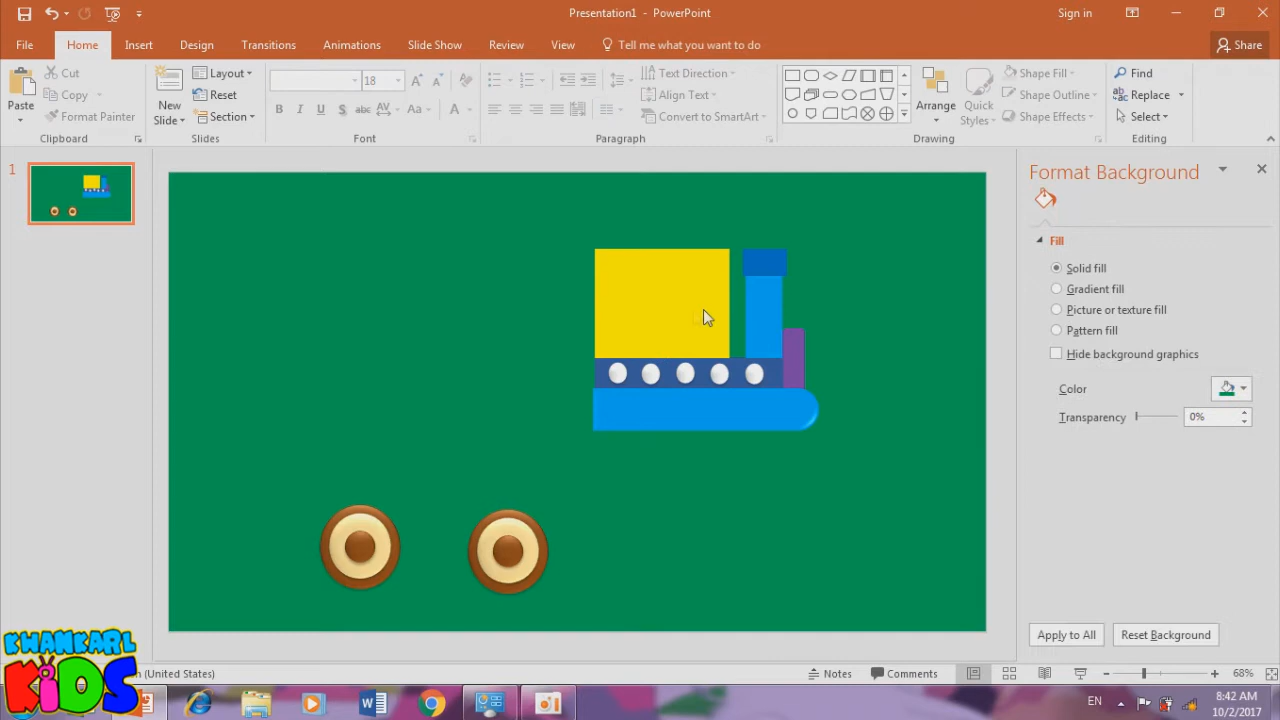 Presentation1 - PowerPoint
Sign in
File
Home
Insert
Design
Transitions
Animations
Slide Show
Review
View
Tell me what you want to do
Share
Paste
Cut
Copy
Format Painter
Clipboard
New Slide
Layout
Reset
Section
Slides
18
B I U S abc AV Aa A
Font
Text Direction
Align Text
Convert to SmartArt
Paragraph
Arrange
Quick Styles
Shape Fill
Shape Outline
Shape Effects
Drawing
Find
Replace
Select
Editing
1
Format Background
Fill
Solid fill
Gradient fill
Picture or texture fill
Pattern fill
Hide background graphics
Color
Transparency
0%
Apply to All
Reset Background
(United States)
Notes
Comments
68%
KWANKARL
KiDS
EN
8:42 AM
10/2/2017